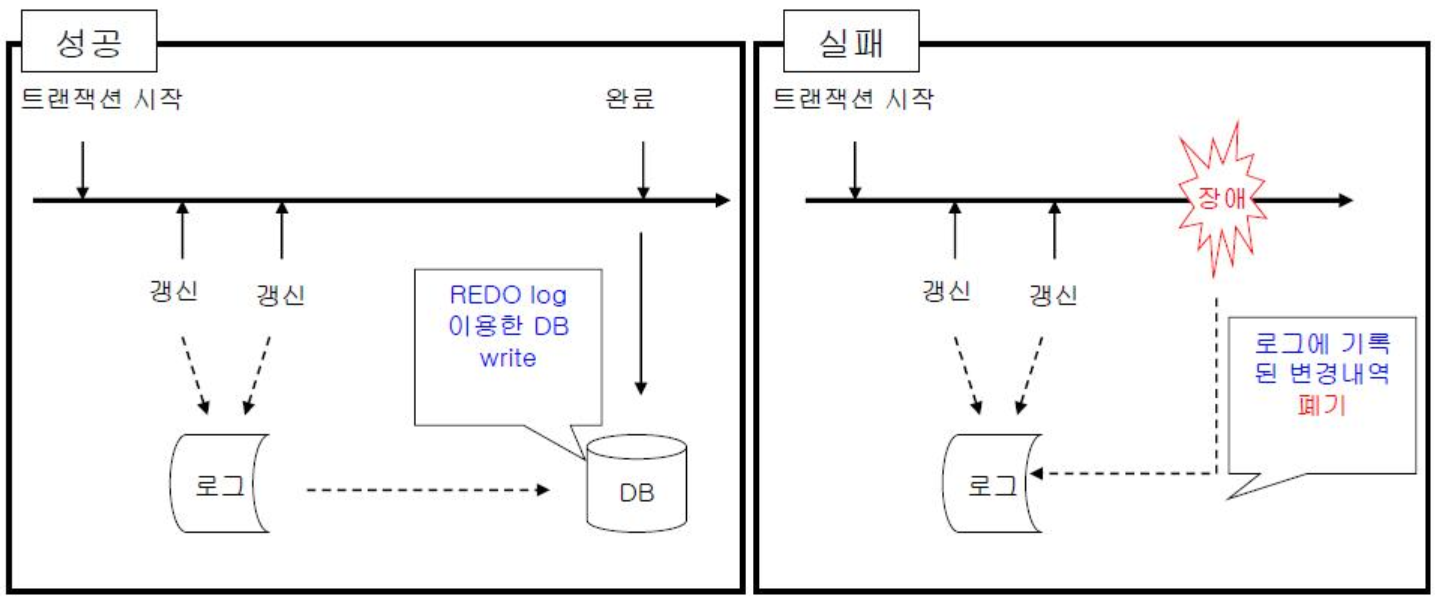 성공
트랜잭션 시작
완료
갱신
갱신
REDO log
이용한 DB
write
로그
DB
실패
트랜잭션 시작
장애
갱신
갱신
로그에 기록
된 변경내역
폐기
로그